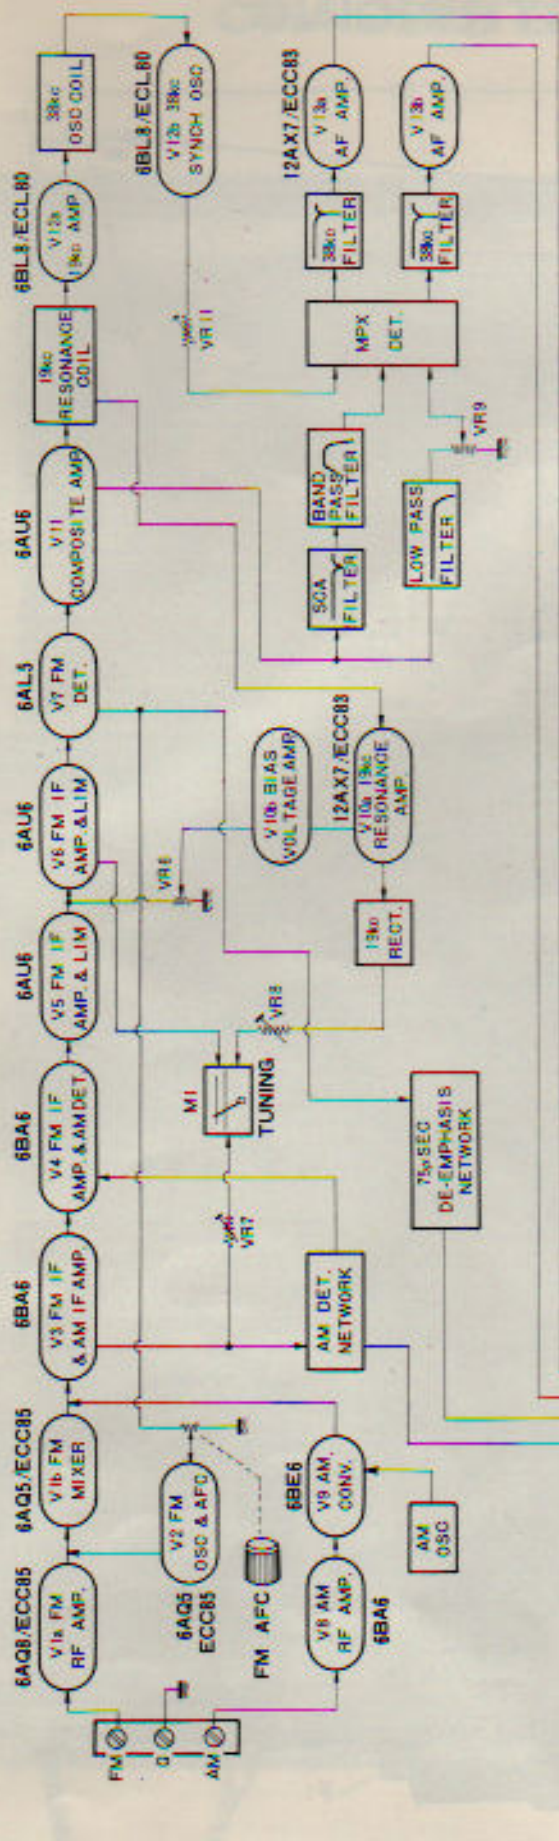 FM
G
AM
6AQ8/ECC85
V1a FM
RF AMP.
6AQ5/ECC85
V1b FM
MIXER
6BA6
V3 FM IF
& AM IF AMP
6BA6
V4 FM IF
AMP & AM DET
6AU6
V5 FM IF
AMP. & LIM
6AU6
V6 FM IF
AMP. & LIM
6AL5
V7 FM
DET.
6AU6
V11
COMPOSITE AMP
19kc
RESONANCE
COIL
6BL8/ECL80
V12a
19kc AMP
38kc
OSC COIL
6BL8/ECL80
V12b 38kc
SYNCH OSC
V2 FM
OSC & AFC
6AQ5
ECC85
FM AFC
V8 AM
RF AMP.
6BA6
6BE6
V9 AM.
CONV.
AM
OSC
AM DET.
NETWORK
VR7
M1
TUNING
VR8
VR6
V10b BIAS
VOLTAGE AMP.
12AX7/ECC83
V10a 19kc
RESONANCE
AMP.
19kc
RECT.
75μ SEC
DE-EMPHASIS
NETWORK
SCA
FILTER
BAND
PASS
FILTER
LOW PASS
FILTER
VR9
VR11
MPX
DET.
38kc
FILTER
38kc
FILTER
12AX7/ECC83
V13a
AF AMP.
V13b
AF AMP.